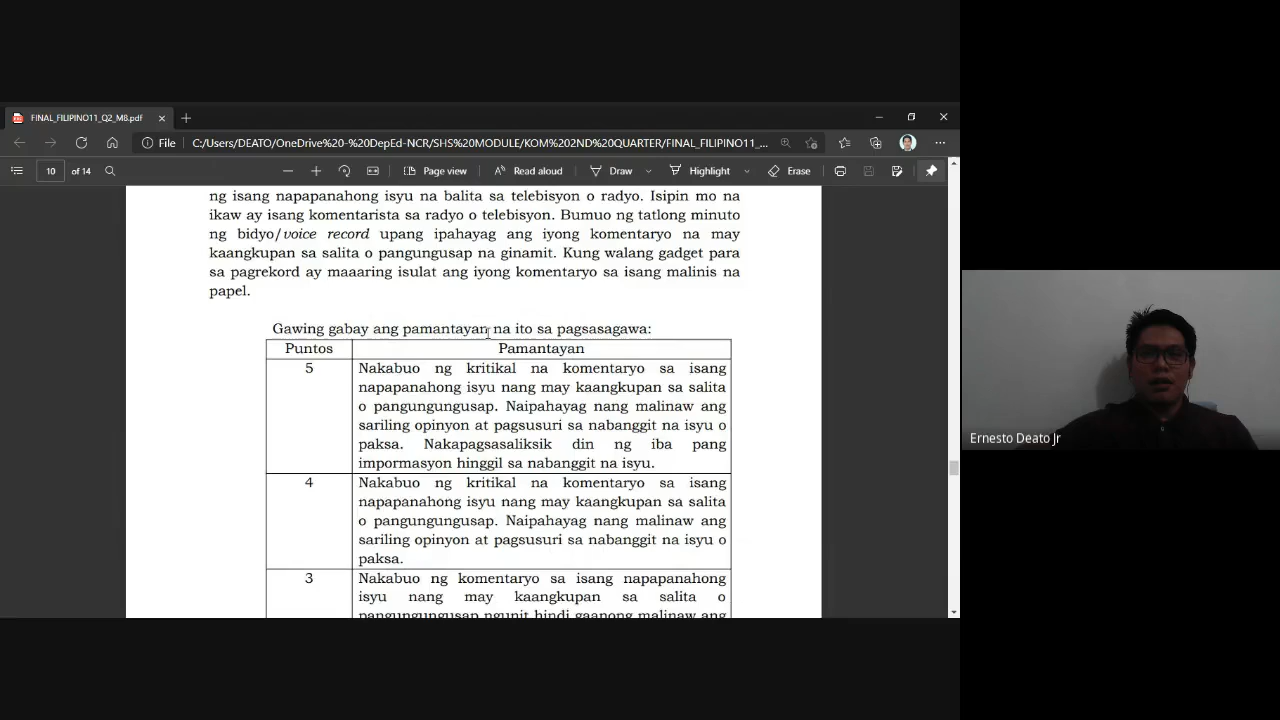 FINAL_FILIPINO11_Q2_M8.pdf
File
C:/Users/DEATO/OneDrive%20-%20DepEd-NCR/SHS%20MODULE/KOM%202ND%20QUARTER/FINAL_FILIPINO11_...
10 of 14
Page view
Read aloud
Draw
Highlight
Erase
ng isang napapanahong isyu na balita sa telebisyon o radyo. Isipin mo na
ikaw ay isang komentarista sa radyo o telebisyon. Bumuo ng tatlong minuto
ng bidyo/voice record upang ipahayag ang iyong komentaryo na may
kaangkupan sa salita o pangungusap na ginamit. Kung walang gadget para
sa pagrekord ay maaaring isulat ang iyong komentaryo sa isang malinis na
papel.
Gawing gabay ang pamantayan na ito sa pagsasagawa:
Puntos Pamantayan
5 Nakabuo ng kritikal na komentaryo sa isang
napapanahong isyu nang may kaangkupan sa salita
o pangungungusap. Naipahayag nang malinaw ang
sariling opinyon at pagsusuri sa nabanggit na isyu o
paksa. Nakapagsasaliksik din ng iba pang
impormasyon hinggil sa nabanggit na isyu.
4 Nakabuo ng kritikal na komentaryo sa isang
napapanahong isyu nang may kaangkupan sa salita
o pangungungusap. Naipahayag nang malinaw ang
sariling opinyon at pagsusuri sa nabanggit na isyu o
paksa.
3 Nakabuo ng komentaryo sa isang napapanahong
isyu nang may kaangkupan sa salita o
pangungungusap ngunit hindi gaanong malinaw ang
Ernesto Deato Jr